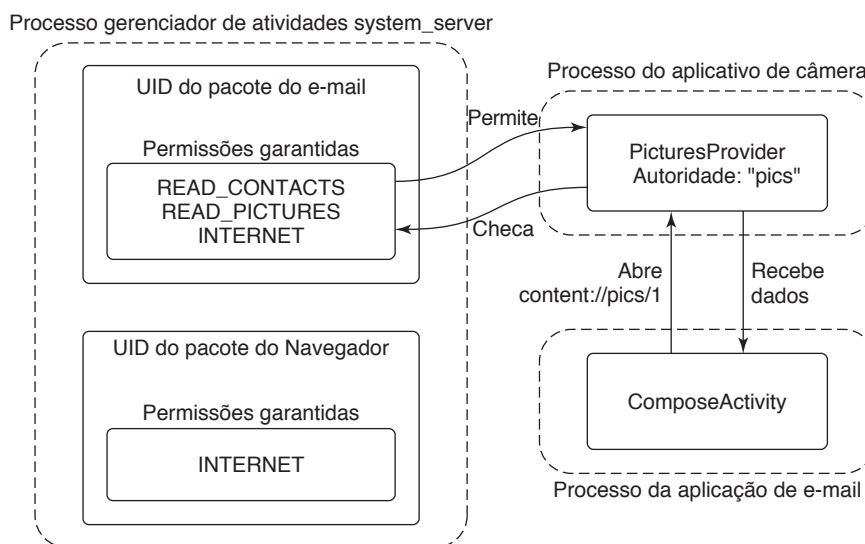 Processo gerenciador de atividades system_server
UID do pacote do e-mail
Permissões garantidas
READ_CONTACTS
READ_PICTURES
INTERNET
UID do pacote do Navegador
Permissões garantidas
INTERNET
Permite
Checa
Processo do aplicativo de câmera
PicturesProvider
Autoridade: "pics"
Abre
content://pics/1
Recebe
dados
ComposeActivity
Processo da aplicação de e-mail